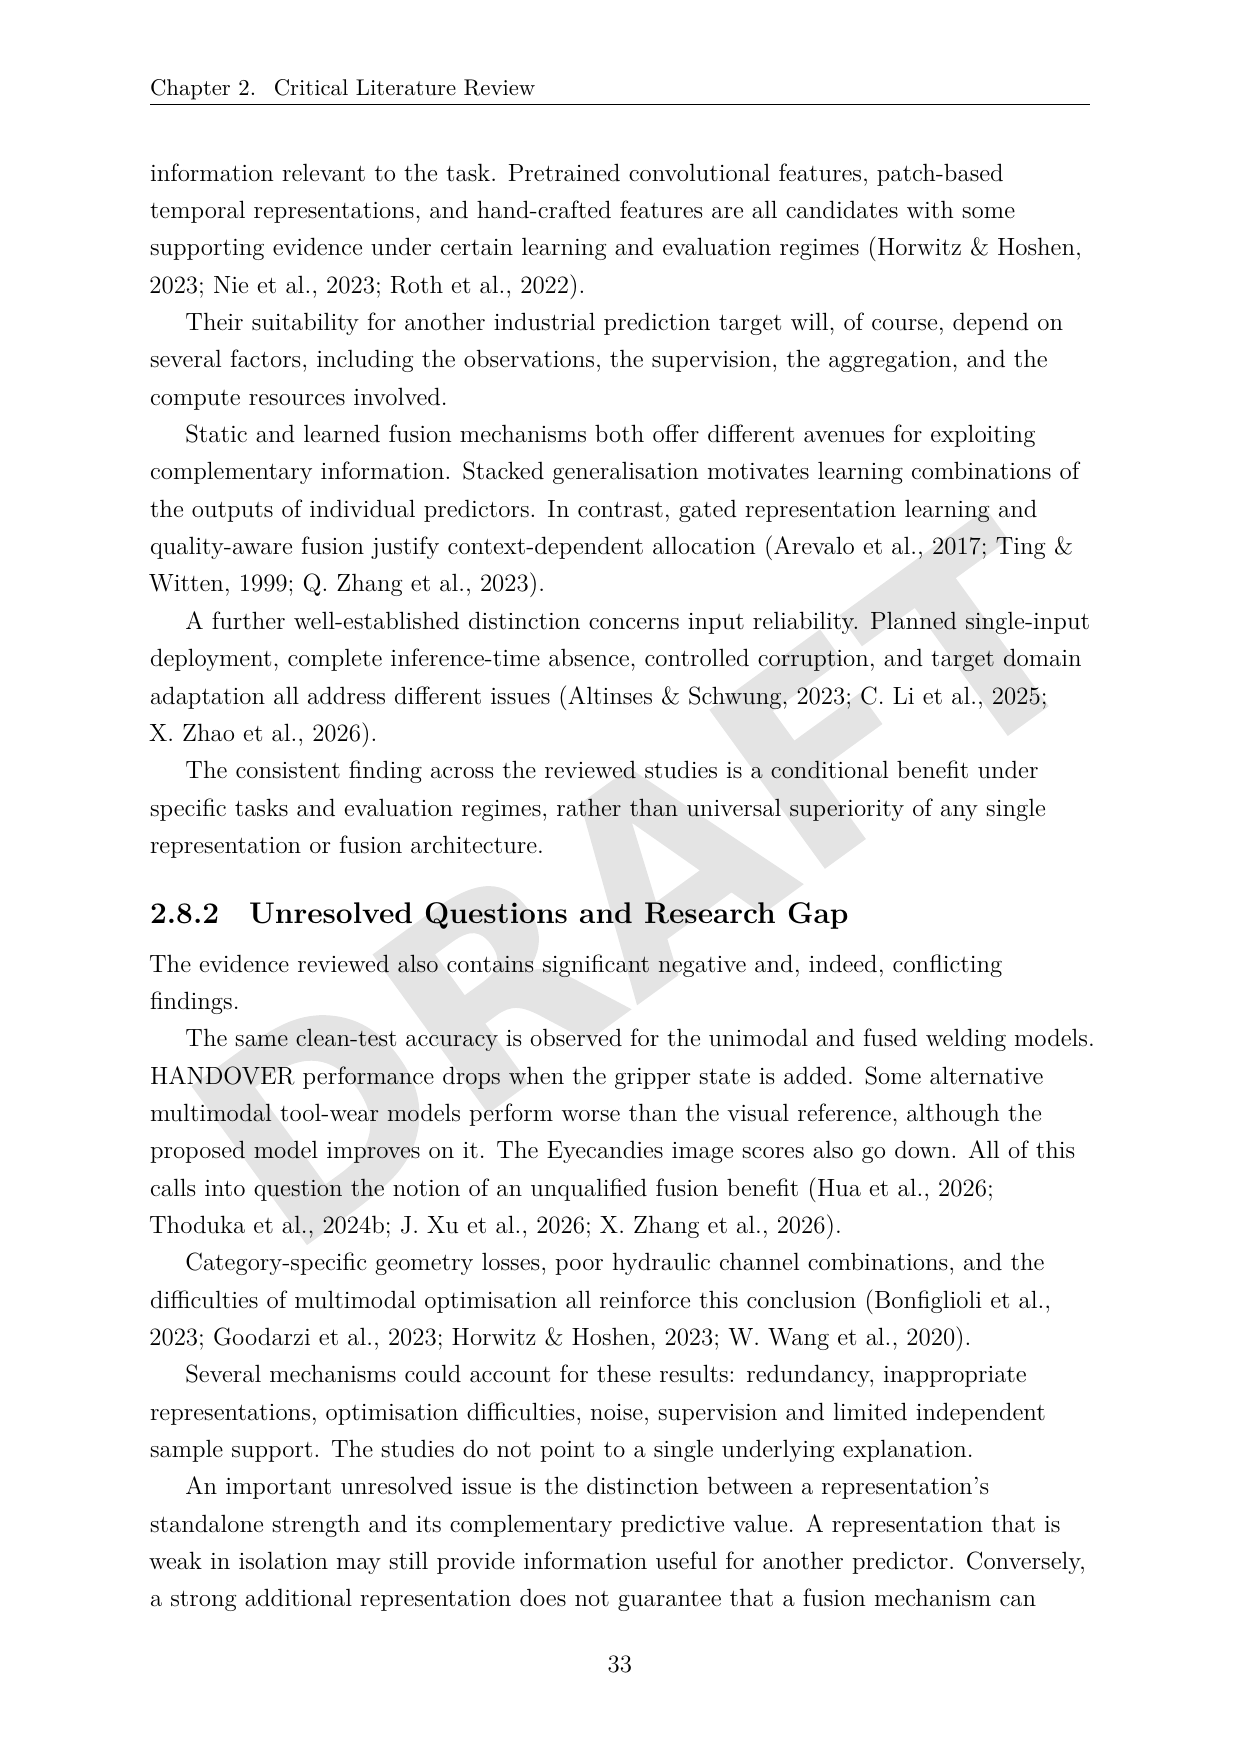 Chapter 2. Critical Literature Review
information relevant to the task. Pretrained convolutional features, patch-based
temporal representations, and hand-crafted features are all candidates with some
supporting evidence under certain learning and evaluation regimes (Horwitz & Hoshen,
2023; Nie et al., 2023; Roth et al., 2022).
Their suitability for another industrial prediction target will, of course, depend on
several factors, including the observations, the supervision, the aggregation, and the
compute resources involved.
Static and learned fusion mechanisms both offer different avenues for exploiting
complementary information. Stacked generalisation motivates learning combinations of
the outputs of individual predictors. In contrast, gated representation learning and
quality-aware fusion justify context-dependent allocation (Arevalo et al., 2017; Ting &
Witten, 1999; Q. Zhang et al., 2023).
A further well-established distinction concerns input reliability. Planned single-input
deployment, complete inference-time absence, controlled corruption, and target domain
adaptation all address different issues (Altinses & Schwung, 2023; C. Li et al., 2025;
X. Zhao et al., 2026).
The consistent finding across the reviewed studies is a conditional benefit under
specific tasks and evaluation regimes, rather than universal superiority of any single
representation or fusion architecture.
2.8.2 Unresolved Questions and Research Gap
The evidence reviewed also contains significant negative and, indeed, conflicting
findings.
The same clean-test accuracy is observed for the unimodal and fused welding models.
HANDOVER performance drops when the gripper state is added. Some alternative
multimodal tool-wear models perform worse than the visual reference, although the
proposed model improves on it. The Eyecandies image scores also go down. All of this
calls into question the notion of an unqualified fusion benefit (Hua et al., 2026;
Thoduka et al., 2024b; J. Xu et al., 2026; X. Zhang et al., 2026).
Category-specific geometry losses, poor hydraulic channel combinations, and the
difficulties of multimodal optimisation all reinforce this conclusion (Bonfiglioli et al.,
2023; Goodarzi et al., 2023; Horwitz & Hoshen, 2023; W. Wang et al., 2020).
Several mechanisms could account for these results: redundancy, inappropriate
representations, optimisation difficulties, noise, supervision and limited independent
sample support. The studies do not point to a single underlying explanation.
An important unresolved issue is the distinction between a representation’s
standalone strength and its complementary predictive value. A representation that is
weak in isolation may still provide information useful for another predictor. Conversely,
a strong additional representation does not guarantee that a fusion mechanism can
33
DRAFT